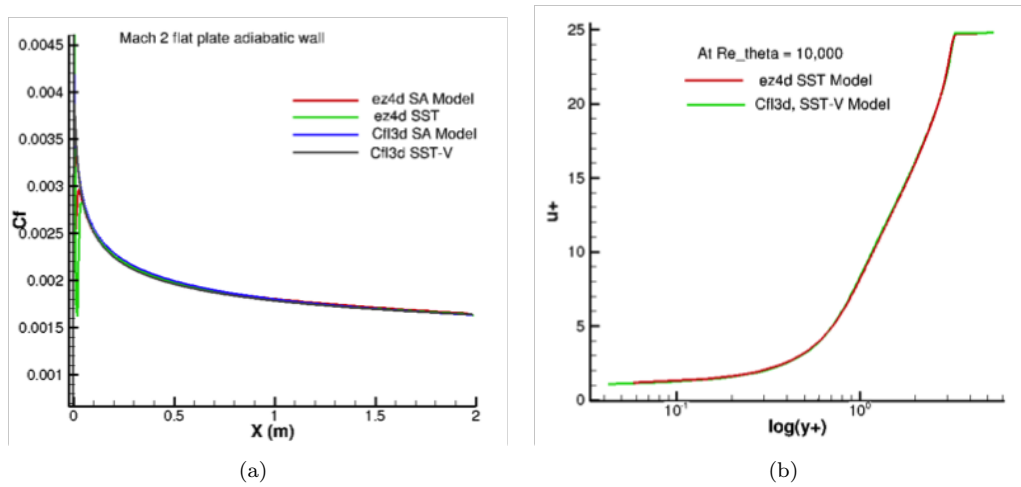 Mach 2 flat plate adiabatic wall
ez4d SA Model
ez4d SST
Cfl3d SA Model
Cfl3d SST-V
0.0045
0.004
0.0035
0.003
0.0025
0.002
0.0015
0.001
Cf
0 0.5 1 1.5 2
X (m)
(a)
At Re_theta = 10,000
ez4d SST Model
Cfl3d, SST-V Model
25
20
15
10
5
0
u+
10^-1 10^0
log(y+)
(b)